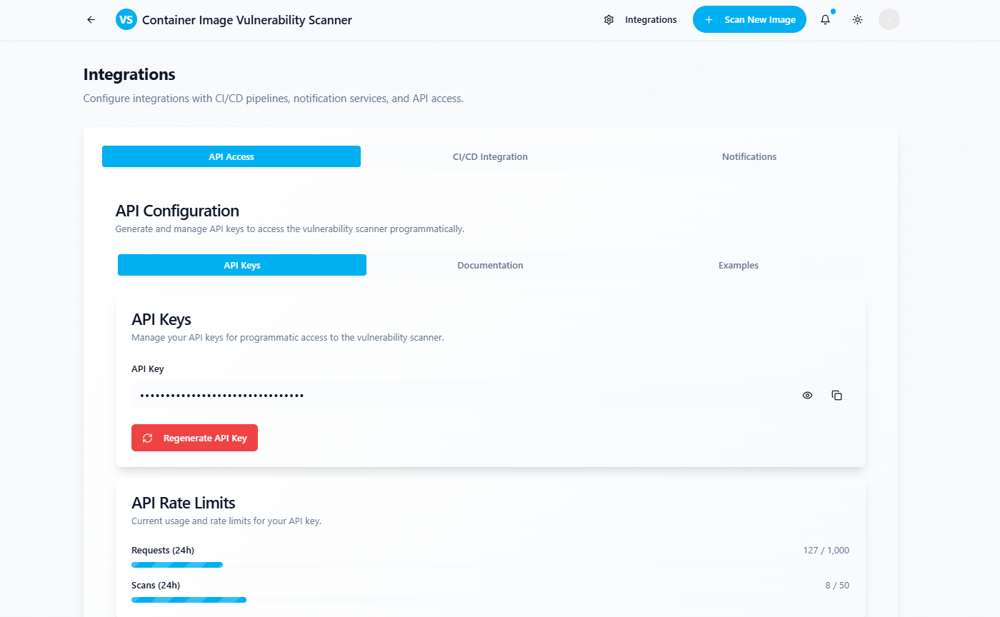 VS Container Image Vulnerability Scanner
Integrations
Scan New Image
Integrations
Configure integrations with CI/CD pipelines, notification services, and API access.
API Access
CI/CD Integration
Notifications
API Configuration
Generate and manage API keys to access the vulnerability scanner programmatically.
API Keys
Documentation
Examples
API Keys
Manage your API keys for programmatic access to the vulnerability scanner.
API Key
••••••••••••••••••••••••••••••••
Regenerate API Key
API Rate Limits
Current usage and rate limits for your API key.
Requests (24h)
127 / 1,000
Scans (24h)
8 / 50